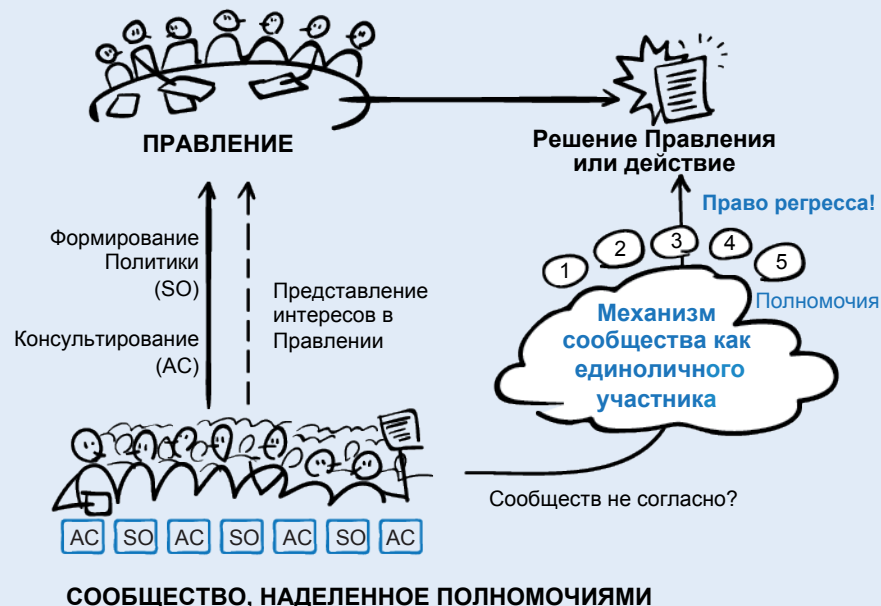 ПРАВЛЕНИЕ
Решение Правления
или действие
Право регресса!
Формирование
Политики
(SO)
Консультирование
(AC)
Представление
интересов в
Правлении
1
2
3
4
5
Полномочия
Механизм
сообщества как
единоличного
участника
Сообществ не согласно?
AC SO AC SO AC SO AC
СООБЩЕСТВО, НАДЕЛЕННОЕ ПОЛНОМОЧИЯМИ